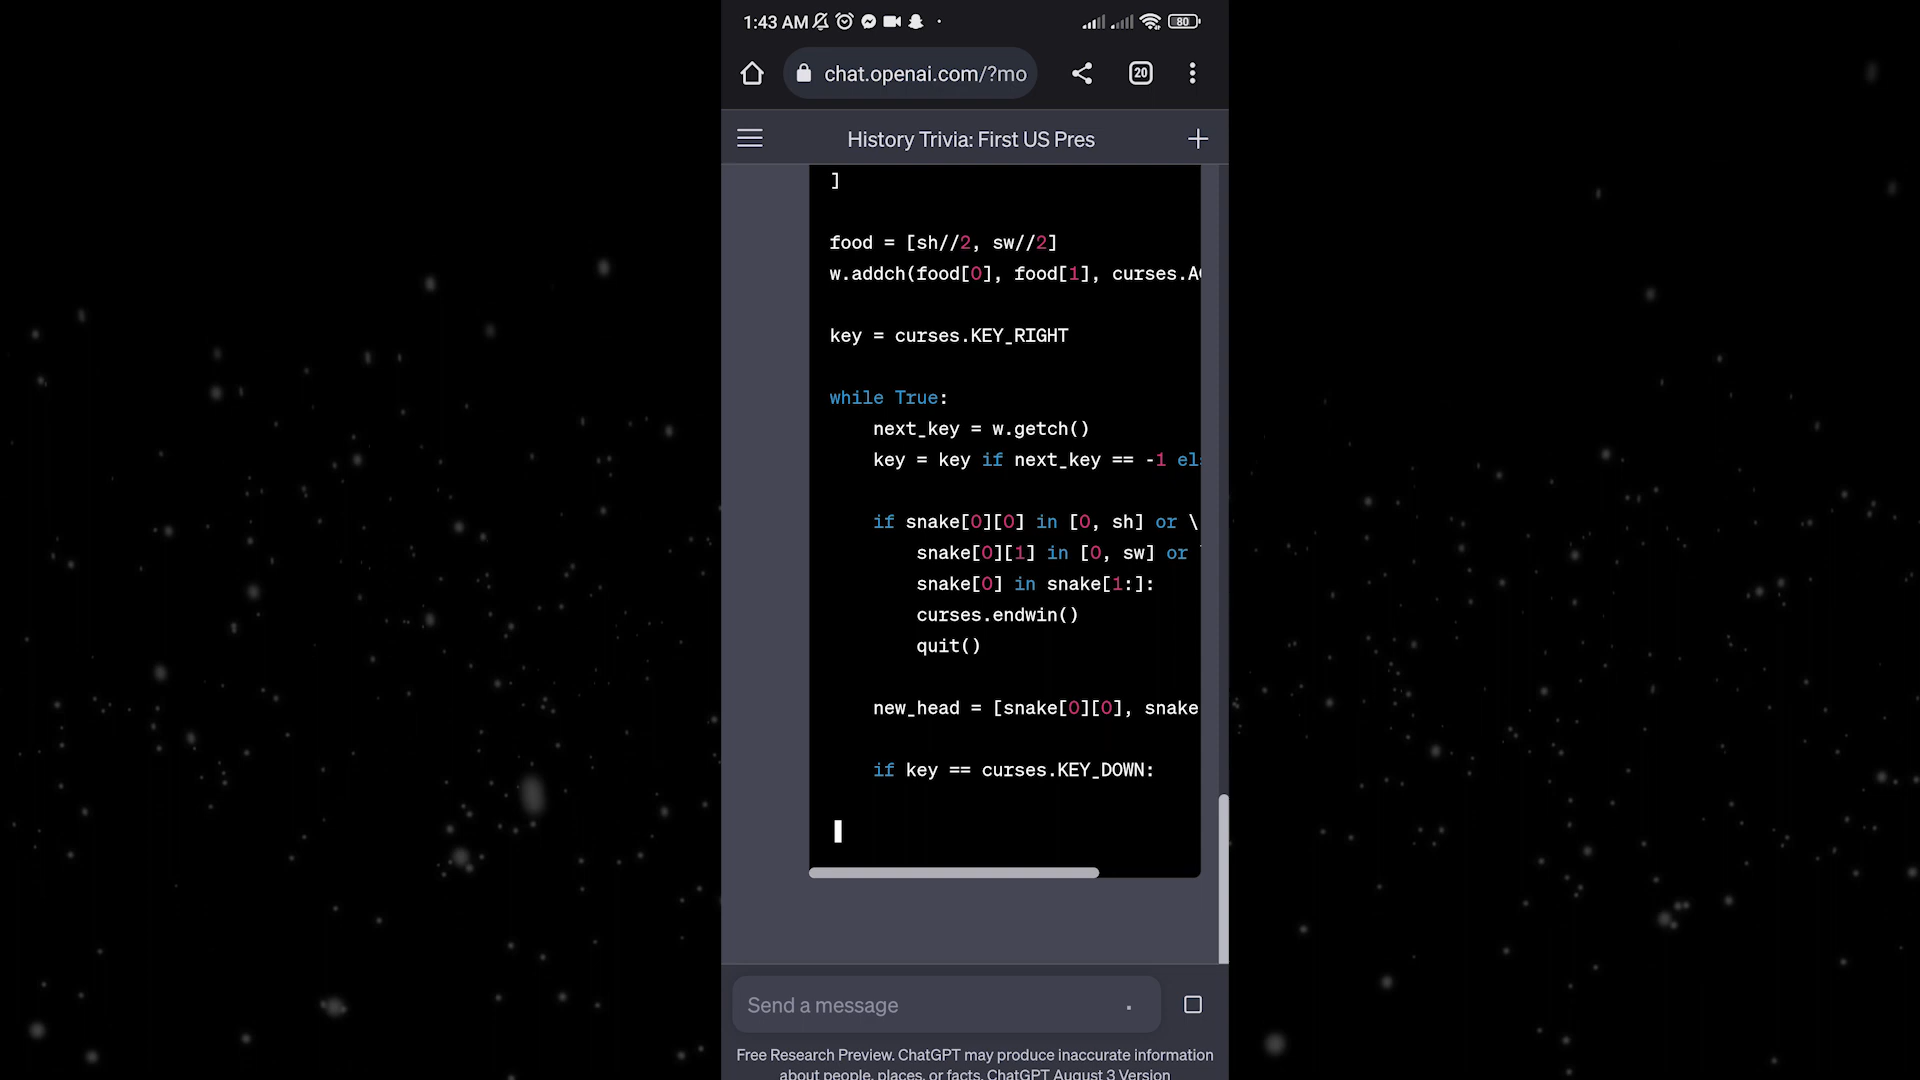 1:43 AM
80
chat.openai.com/?mo
20
History Trivia: First US Pres
]
food = [sh//2, sw//2]
w.addch(food[0], food[1], curses.A
key = curses.KEY_RIGHT
while True:
next_key = w.getch()
key = key if next_key == -1 els
if snake[0][0] in [0, sh] or \
snake[0][1] in [0, sw] or
snake[0] in snake[1:]:
curses.endwin()
quit()
new_head = [snake[0][0], snake
if key == curses.KEY_DOWN:
Send a message
Free Research Preview. ChatGPT may produce inaccurate information
about people, places, or facts. ChatGPT August 3 Version